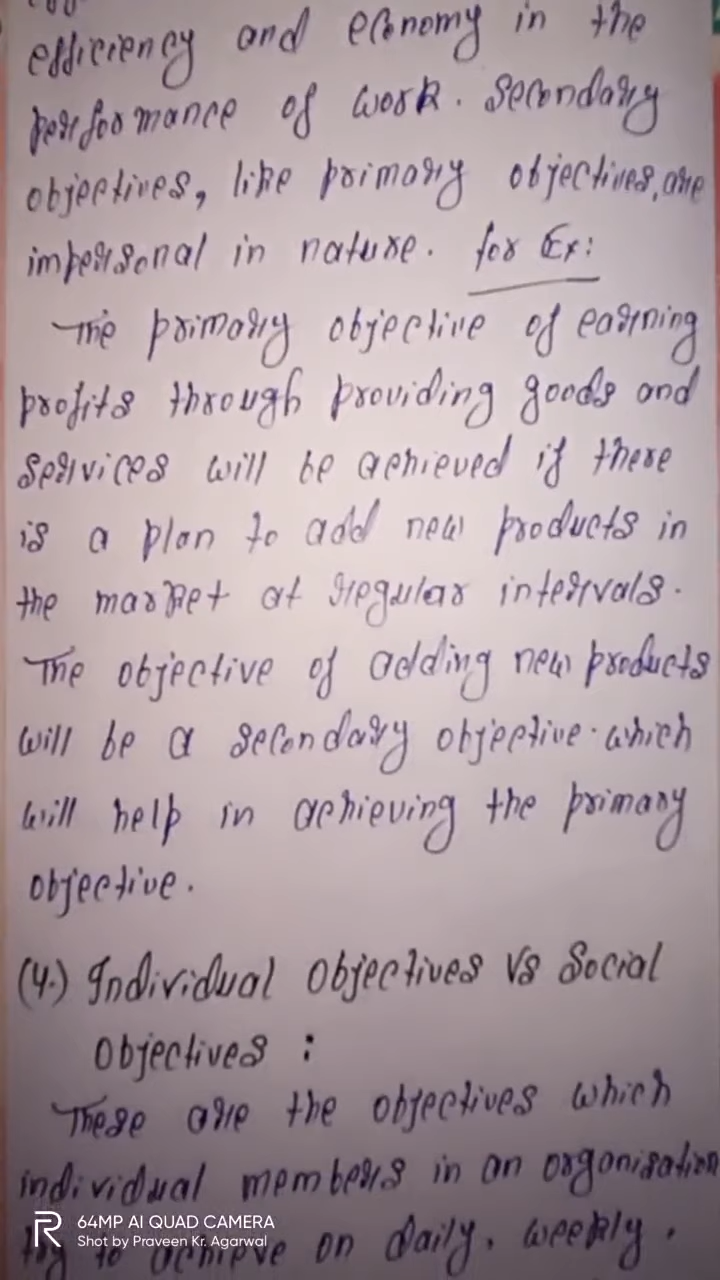 efficiency and economy in the
performance of work. Secondary
objectives, like primary objectives, are
impersonal in nature. for Ex:
The primary objective of earning
profits through providing goods and
services will be achieved if there
is a plan to add new products in
the market at regular intervals.
The objective of adding new products
will be a secondary objective. which
will help in achieving the primary
objective.
(4.) Individual Objectives Vs Social
Objectives :
These are the objectives which
individual members in an organisation
try to achieve on daily, weekly,
R 64MP AI QUAD CAMERA
Shot by Praveen Kr. Agarwal